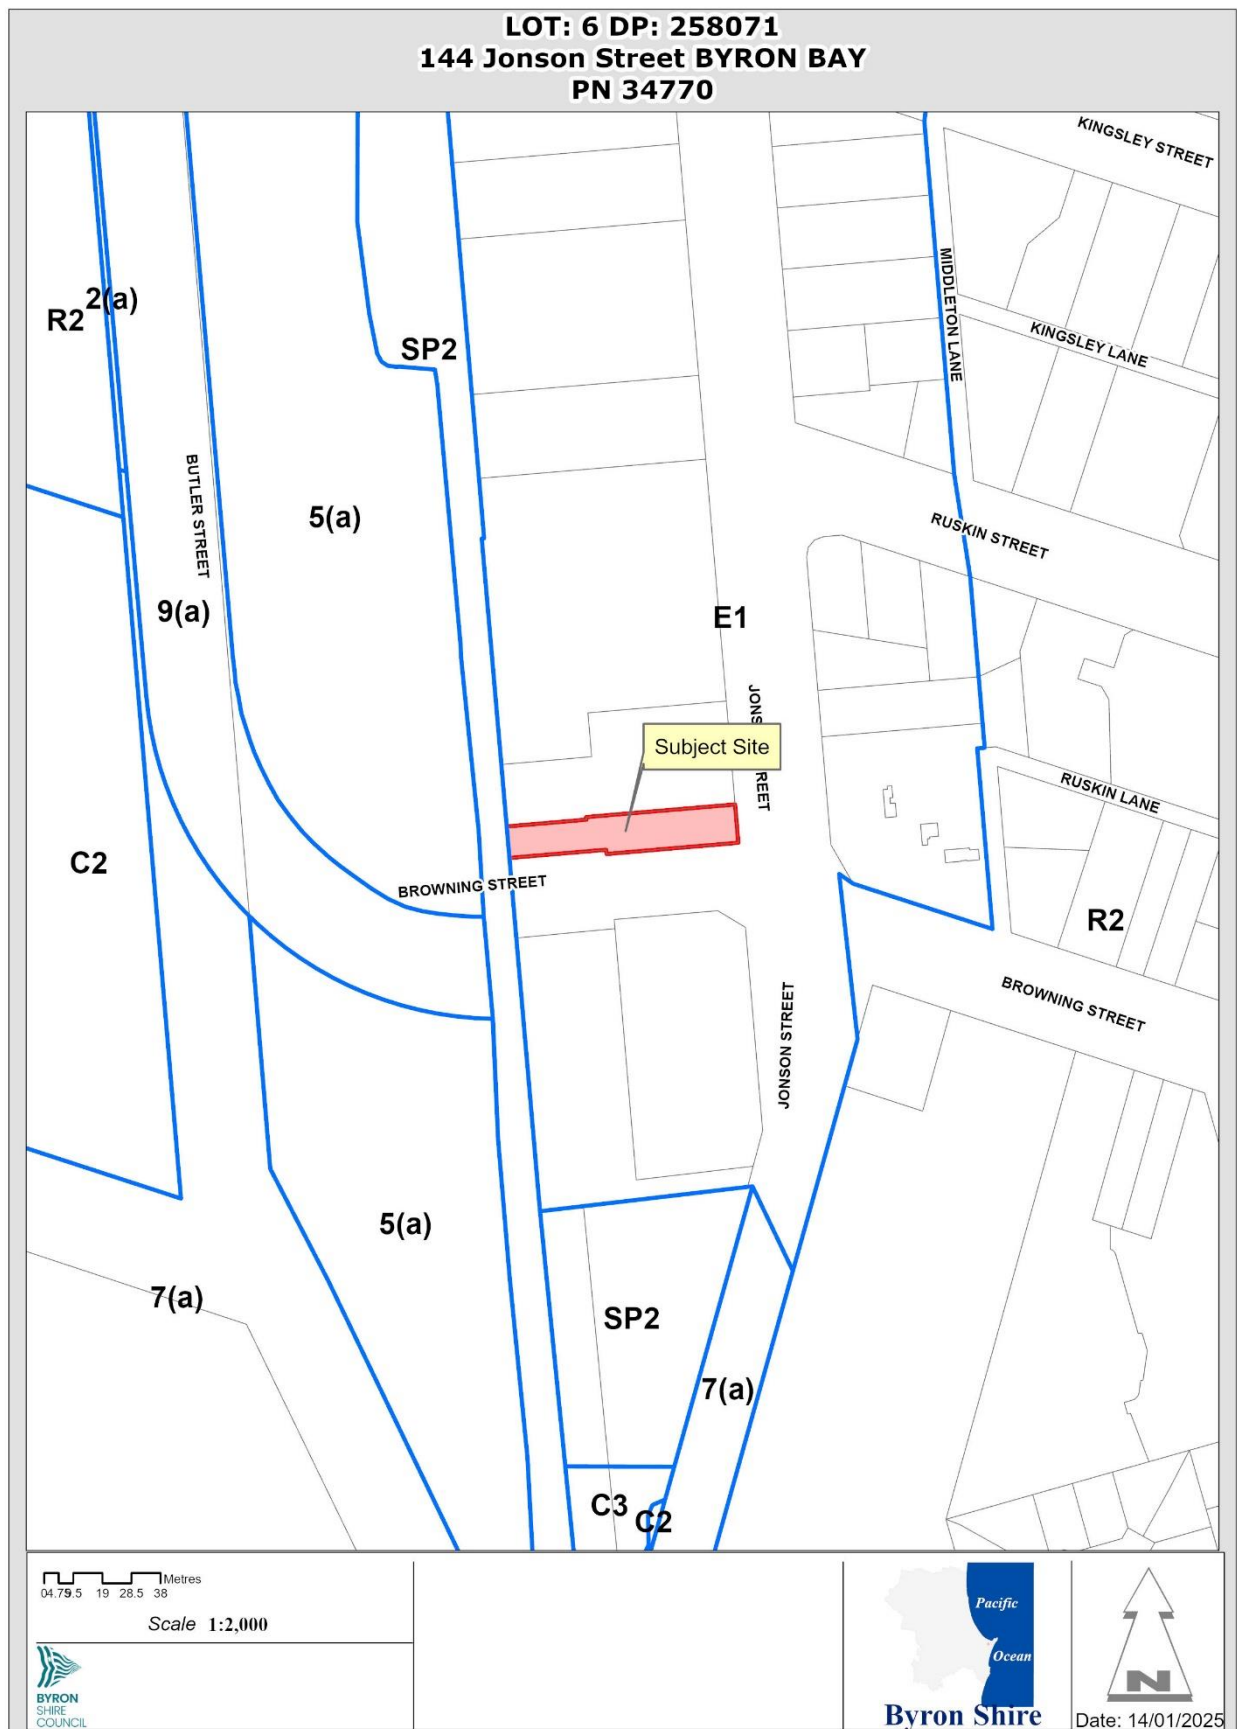 LOT: 6 DP: 258071
144 Jonson Street BYRON BAY
PN 34770
KINGSLEY STREET
MIDDLETON LANE
2(a)
R2
KINGSLEY LANE
SP2
BUTLER STREET
5(a)
RUSKIN STREET
9(a)
E1
JONS
REET
Subject Site
RUSKIN LANE
C2
BROWNING STREET
R2
BROWNING STREET
JONSON STREET
5(a)
7(a)
SP2
7(a)
C3
C2
Metres
19 28.5 38
Scale 1:2,000
BYRON
SHIRE
COUNCIL
Pacific
Ocean
Byron Shire
N
Date: 14/01/2025